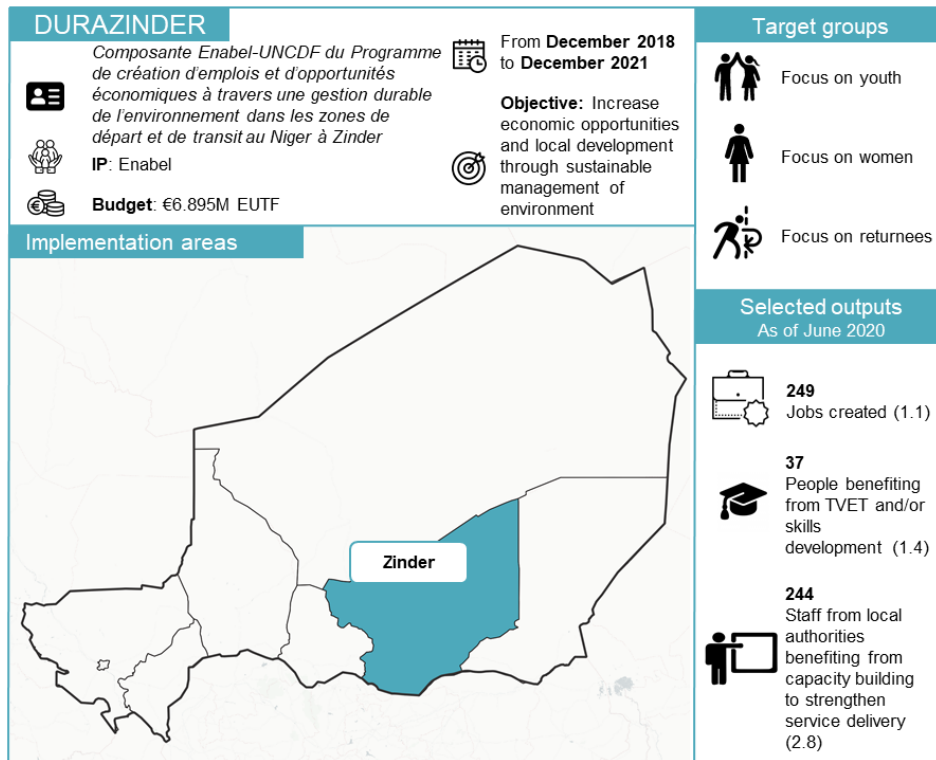 DURAZINDER
Composante Enabel-UNCDF du Programme
de création d'emplois et d'opportunités
économiques à travers une gestion durable
de l'environnement dans les zones de
départ et de transit au Niger à Zinder
IP: Enabel
Budget: €6.895M EUTF
From December 2018
to December 2021
Objective: Increase
economic opportunities
and local development
through sustainable
management of
environment
Implementation areas
Zinder
Target groups
Focus on youth
Focus on women
Focus on returnees
Selected outputs
As of June 2020
249
Jobs created (1.1)
37
People benefiting
from TVET and/or
skills
development (1.4)
244
Staff from local
authorities
benefiting from
capacity building
to strengthen
service delivery
(2.8)